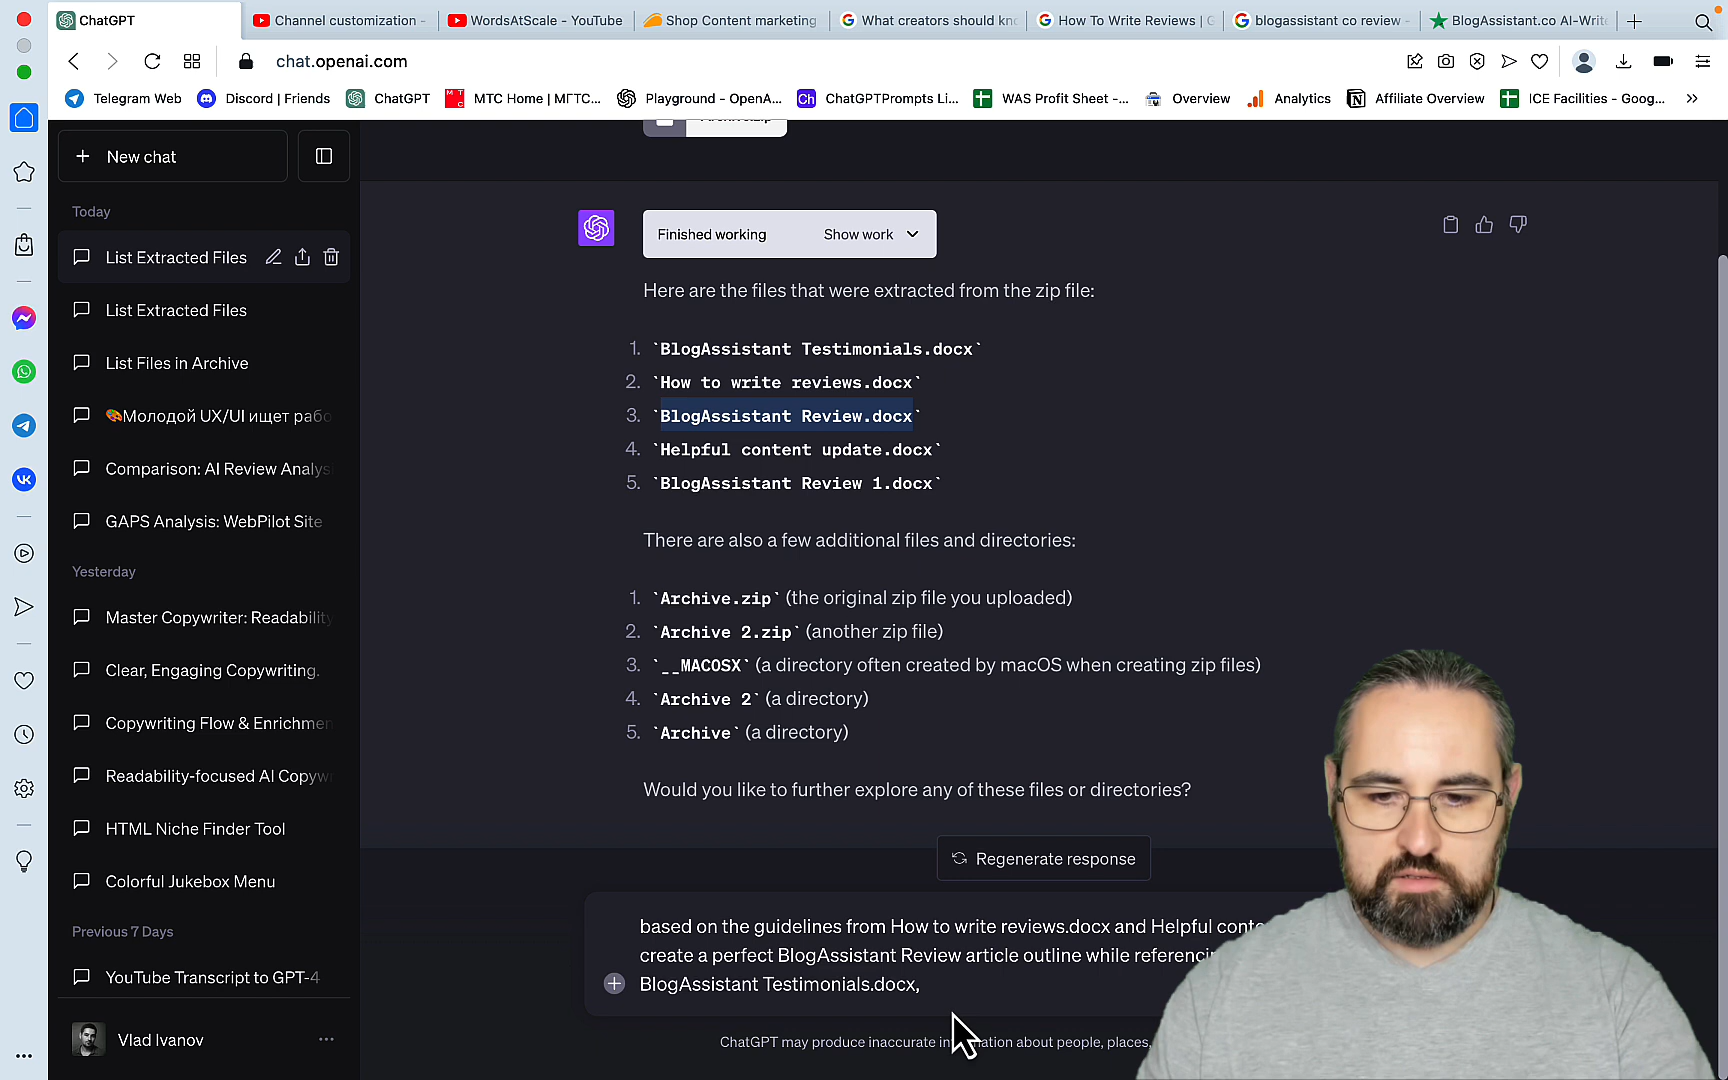 ChatGPT
Channel customization -
WordsAtScale - YouTube
Shop Content marketing
What creators should kn
How To Write Reviews | G
blogassistant co review -
BlogAssistant.co AI-Write
chat.openai.com
Telegram Web
Discord | Friends
ChatGPT
МТС Home | МГТС...
Playground - OpenA...
ChatGPTPrompts Li...
WAS Profit Sheet -...
Overview
Analytics
Affiliate Overview
ICE Facilities - Goog...
New chat
Today
List Extracted Files
List Extracted Files
List Files in Archive
Молодой UX/UI ищет рабо
Comparison: AI Review Analys
GAPS Analysis: WebPilot Site
Yesterday
Master Copywriter: Readability
Clear, Engaging Copywriting.
Copywriting Flow & Enrichmen
Readability-focused AI Copyw
HTML Niche Finder Tool
Colorful Jukebox Menu
Previous 7 Days
YouTube Transcript to GPT-4
Vlad Ivanov
Finished working Show work
Here are the files that were extracted from the zip file:
1. `BlogAssistant Testimonials.docx`
2. `How to write reviews.docx`
3. `BlogAssistant Review.docx`
4. `Helpful content update.docx`
5. `BlogAssistant Review 1.docx`
There are also a few additional files and directories:
1. `Archive.zip` (the original zip file you uploaded)
2. `Archive 2.zip` (another zip file)
3. `__MACOSX` (a directory often created by macOS when creating zip files)
4. `Archive 2` (a directory)
5. `Archive` (a directory)
Would you like to further explore any of these files or directories?
Regenerate response
based on the guidelines from How to write reviews.docx and Helpful conte
create a perfect BlogAssistant Review article outline while referencin
BlogAssistant Testimonials.docx,
ChatGPT may produce inaccurate in ation about people, places,